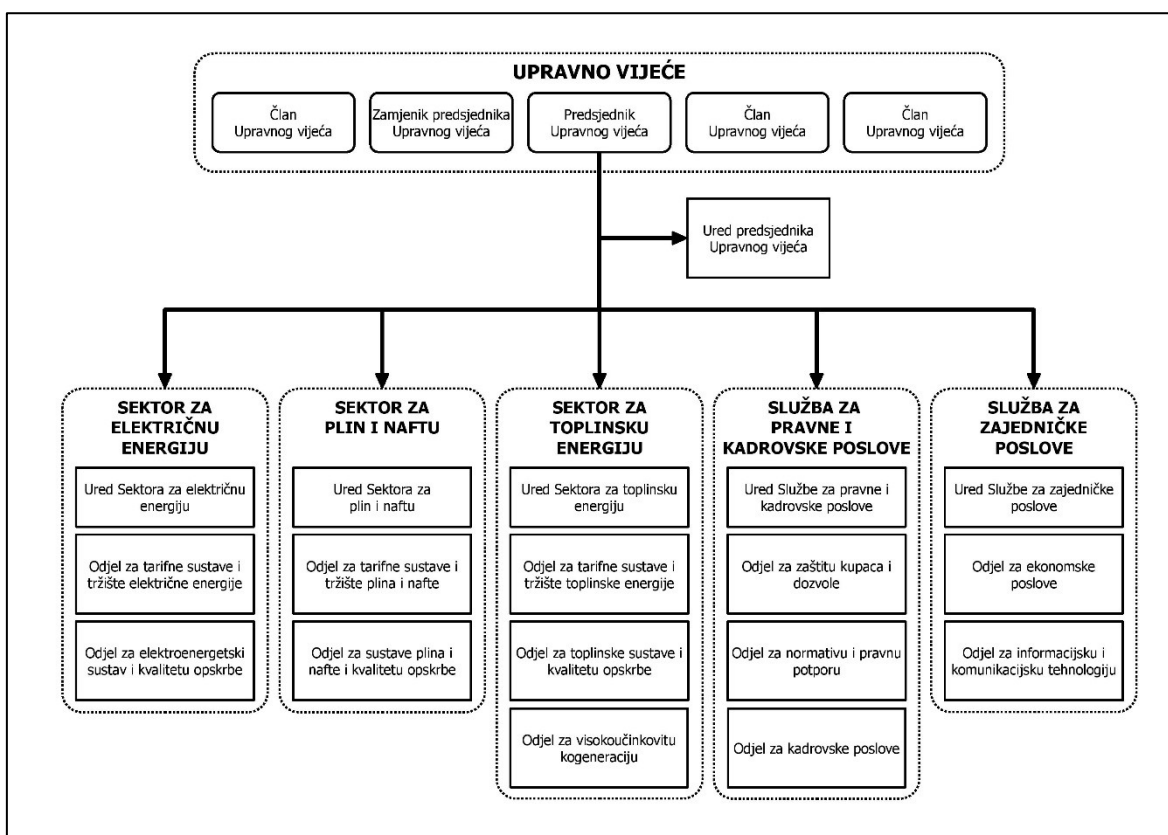 UPRAVNO VIJEĆE
Član
Upravnog vijeća
Zamjenik predsjednika
Upravnog vijeća
Predsjednik
Upravnog vijeća
Član
Upravnog vijeća
Član
Upravnog vijeća
Ured predsjednika
Upravnog vijeća
SEKTOR ZA
ELEKTRIČNU
ENERGIJU
Ured Sektora za električnu
energiju
Odjel za tarifne sustave i
tržište električne energije
Odjel za elektroenergetski
sustav i kvalitetu opskrbe
SEKTOR ZA
PLIN I NAFTU
Ured Sektora za
plin i naftu
Odjel za tarifne sustave i
tržište plina i nafte
Odjel za sustave plina i
nafte i kvalitetu opskrbe
SEKTOR ZA
TOPLINSKU
ENERGIJU
Ured Sektora za toplinsku
energiju
Odjel za tarifne sustave i
tržište toplinske energije
Odjel za toplinske sustave i
kvalitetu opskrbe
Odjel za visokoučinkovitu
kogeneraciju
SLUŽBA ZA
PRAVNE I
KADROVSKE POSLOVE
Ured Službe za pravne i
kadrovske poslove
Odjel za zaštitu kupaca i
dozvole
Odjel za normativu i pravnu
potporu
Odjel za kadrovske poslove
SLUŽBA ZA
ZAJEDNIČKE
POSLOVE
Ured Službe za zajedničke
poslove
Odjel za ekonomske
poslove
Odjel za informacijsku i
komunikacijsku tehnologiju